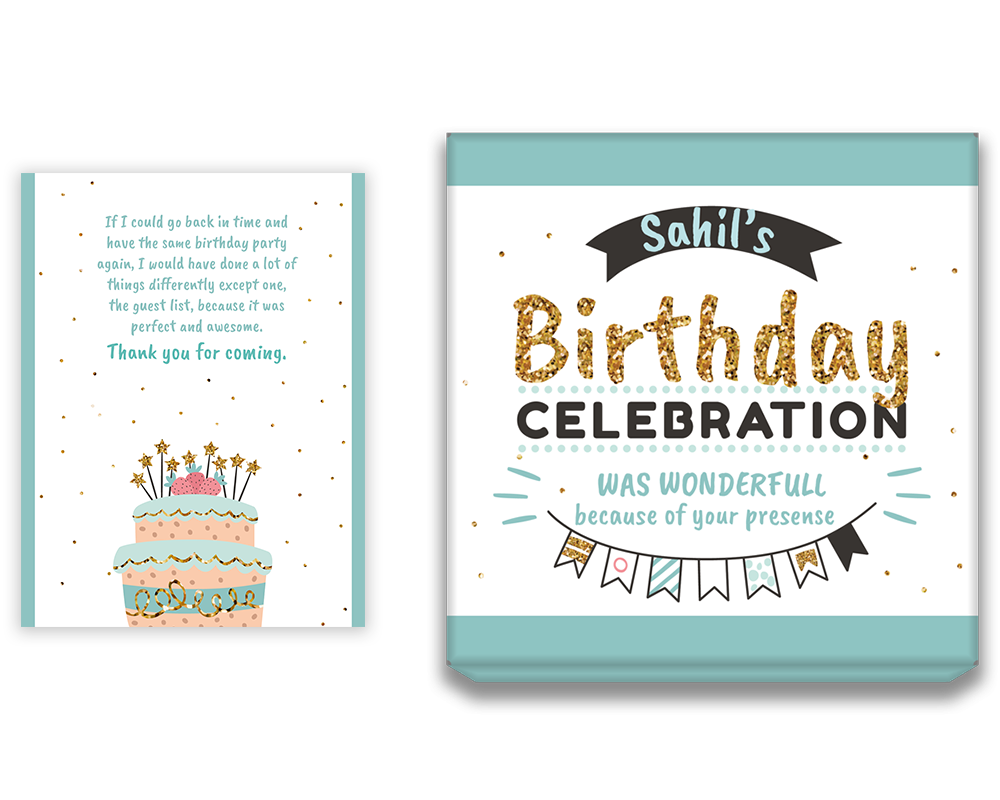 If I could go back in time and
have the same birthday party
again, I would have done a lot of
things differently except one,
the guest list, because it was
perfect and awesome.
Thank you for coming.
Sahil's
Birthday
CELEBRATION
WAS WONDERFULL
because of your presense